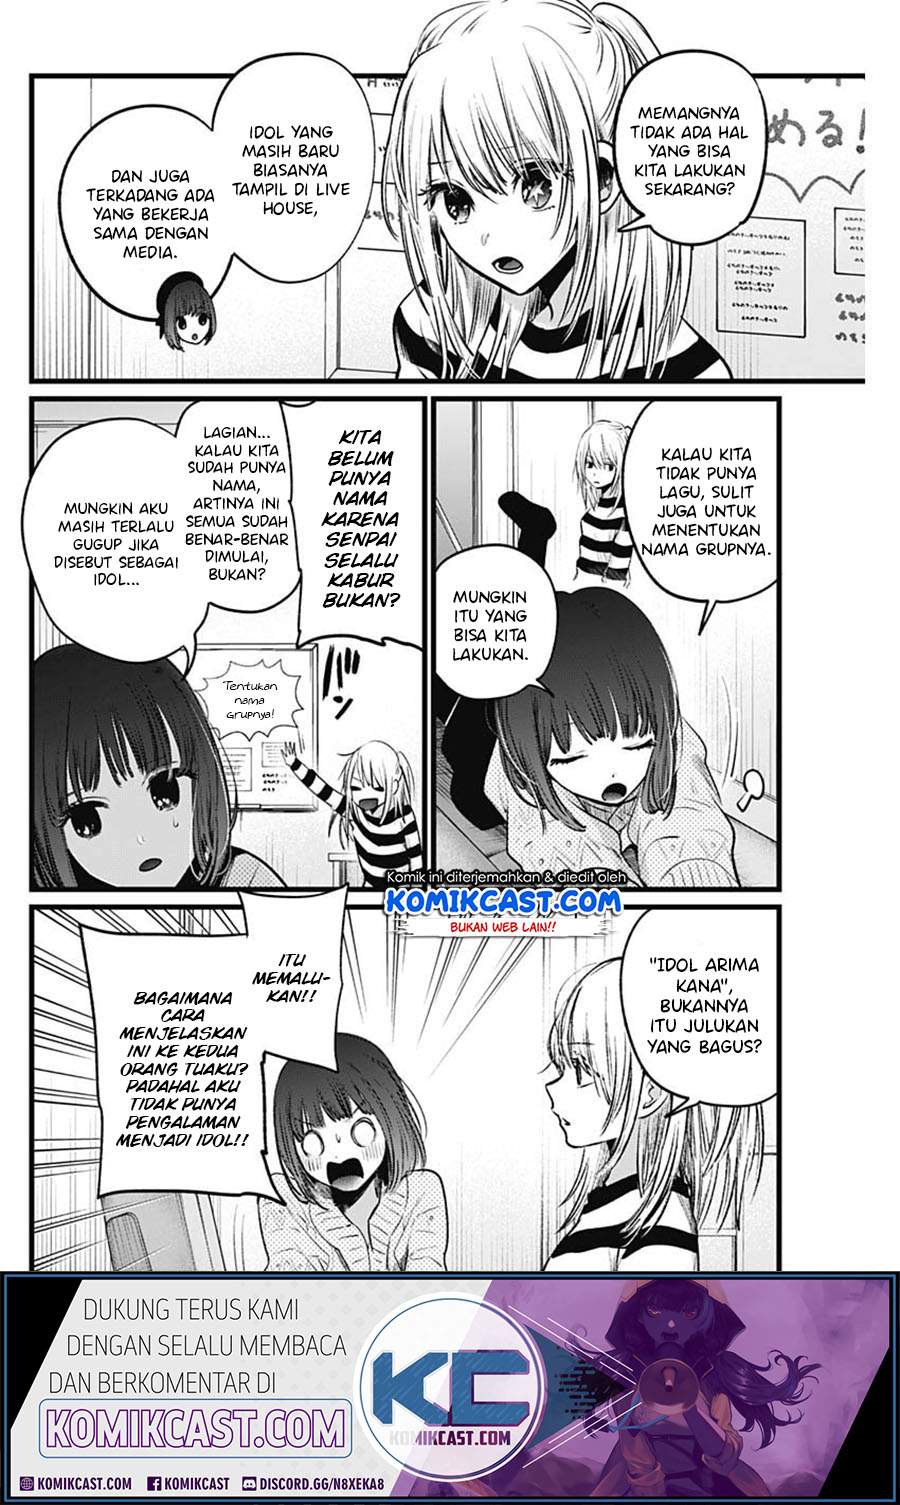 MEMANGNYA
TIDAK ADA HAL
YANG BISA
KITA LAKUKAN
SEKARANG?
IDOL YANG
MASIH BARU
BIASANYA
TAMPIL DI LIVE
HOUSE,
DAN JUGA
TERKADANG ADA
YANG BEKERJA
SAMA DENGAN
MEDIA.
める!
KALAU KITA
TIDAK PUNYA
LAGU, SULIT
JUGA UNTUK
MENENTUKAN
NAMA GRUPNYA.
MUNGKIN
ITU YANG
BISA KITA
LAKUKAN.
KITA
BELUM
PUNYA
NAMA
KARENA
SENPAI
SELALU
KABUR
BUKAN?
LAGIAN...
KALAU KITA
SUDAH PUNYA
NAMA,
ARTINYA INI
SEMUA SUDAH
BENAR-BENAR
DIMULAI,
BUKAN?
MUNGKIN AKU
MASIH TERLALU
GUGUP JIKA
DISEBUT SEBAGAI
IDOL...
Tentukan
nama
Grupnya!
Komik ini diterjemahkan & diedit oleh
KOMIKCAST.COM
BUKAN WEB LAIN!!
"IDOL ARIMA
KANA",
BUKANNYA
ITU JULUKAN
YANG BAGUS?
ITU
MEMALU-
KAN!!
BAGAIMANA
CARA
MENJELASKAN
INI KE KEDUA
ORANG TUAKU?
PADAHAL AKU
TIDAK PUNYA
PENGALAMAN
MENJADI IDOL!!
DUKUNG TERUS KAMI
DENGAN SELALU MEMBACA
DAN BERKOMENTAR DI
KOMIKCAST.COM
KC
KOMIKCAST.COM
KOMIKCAST.COM
KOMIKCAST
DISCORD.GG/N8XEKA8